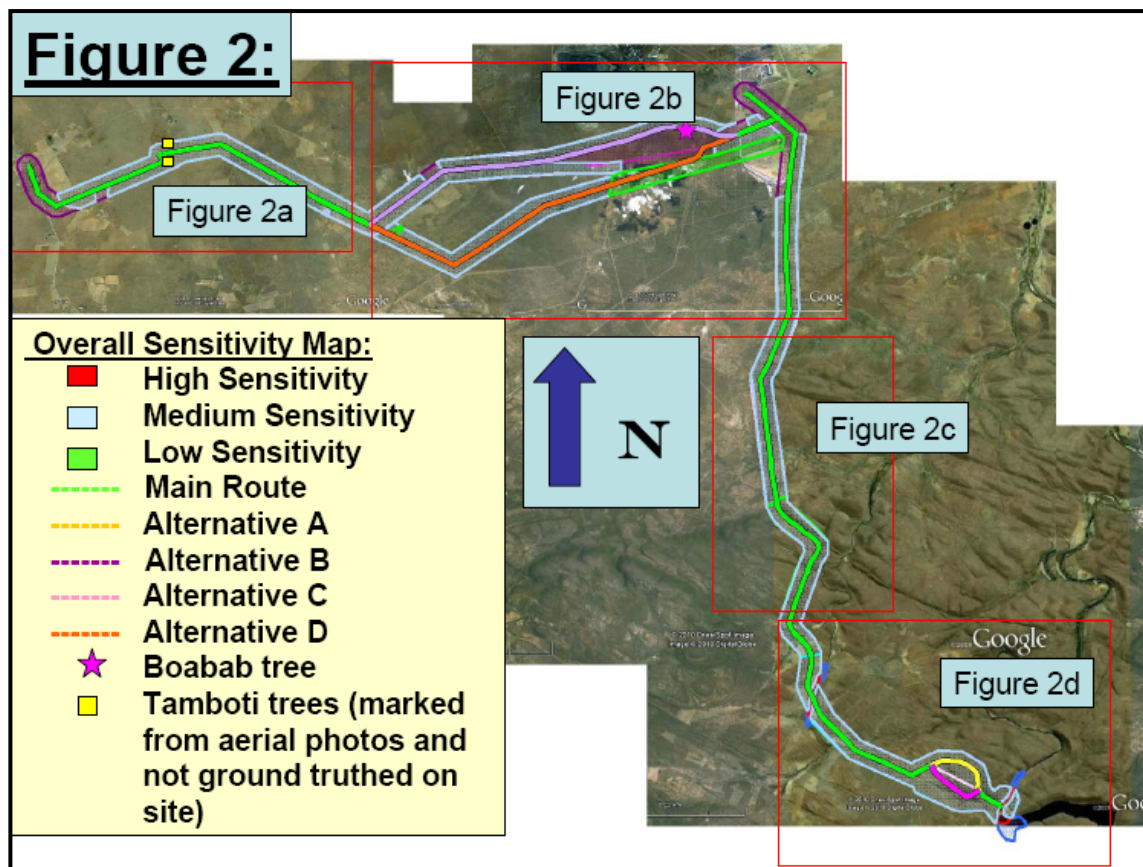 Figure 2:
Figure 2b
Figure 2a
Google
G
Goog
Overall Sensitivity Map:
High Sensitivity
Medium Sensitivity
Low Sensitivity
Main Route
Alternative A
Alternative B
Alternative C
Alternative D
Boabab tree
Tamboti trees (marked
from aerial photos and
not ground truthed on
site)
N
Figure 2c
Google
Figure 2d
Google